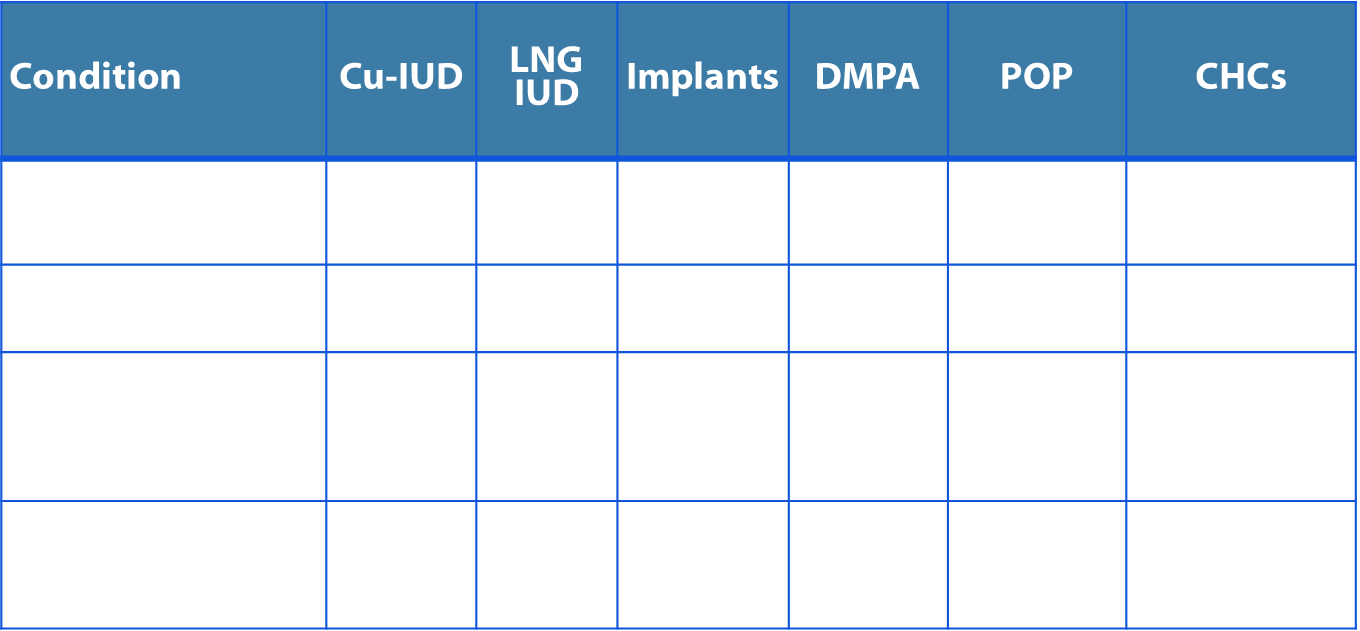 Condition
Cu-IUD
LNG
IUD
Implants
DMPA
POP
CHCs